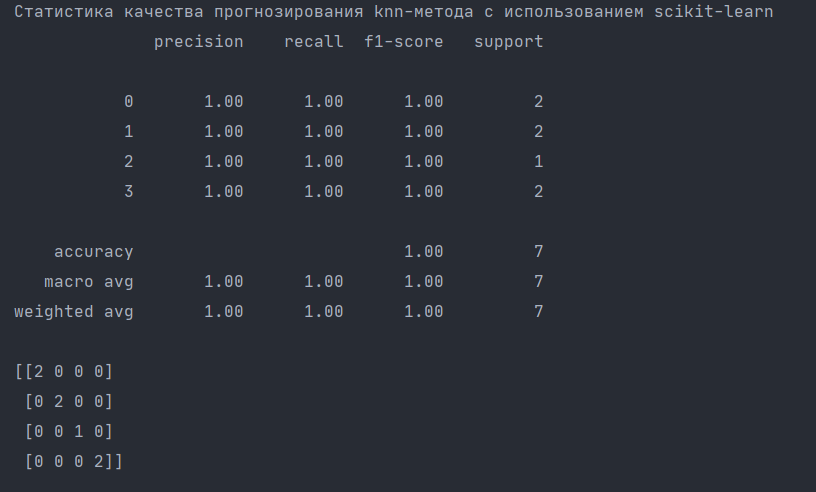 Статистика качества прогнозирования knn-метода с использованием scikit-learn
              precision    recall  f1-score   support

           0       1.00      1.00      1.00         2
           1       1.00      1.00      1.00         2
           2       1.00      1.00      1.00         1
           3       1.00      1.00      1.00         2

    accuracy                           1.00         7
   macro avg       1.00      1.00      1.00         7
weighted avg       1.00      1.00      1.00         7

[[2 0 0 0]
 [0 2 0 0]
 [0 0 1 0]
 [0 0 0 2]]